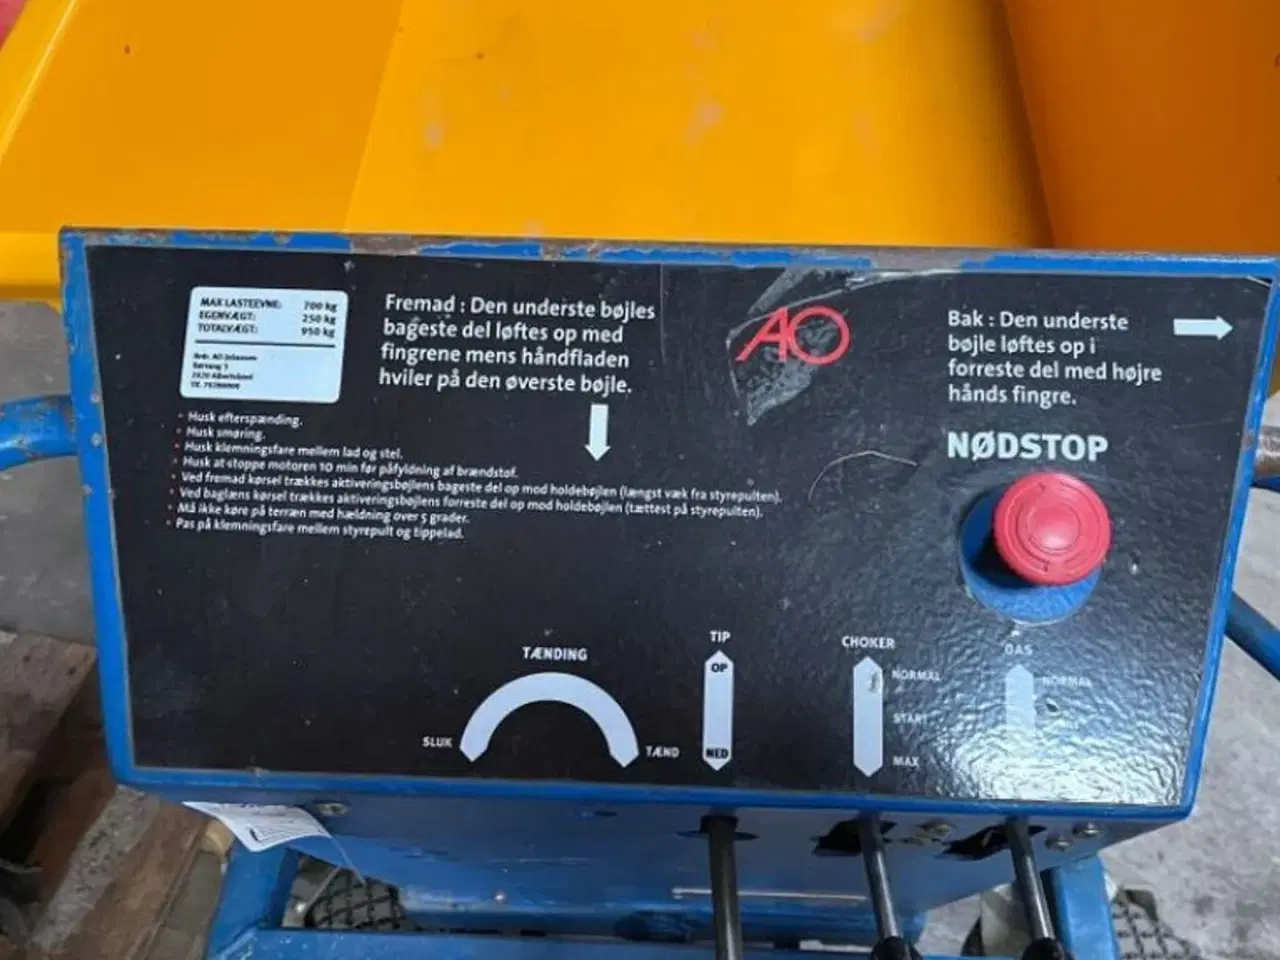 MAX LASTEEVNE: 700 kg
EGENVÆGT: 250 kg
TOTALVÆGT: 950 kg
Fremad : Den underste bøjles
bageste del løftes op med
fingrene mens håndfladen
hviler på den øverste bøjle.
AO
Bak : Den underste
bøjle løftes op i
forreste del med højre
hånds fingre.
NØDSTOP
Husk efterspænding.
Husk smøring.
Husk klemningsfare mellem lad og stel.
Husk at stoppe motoren 10 min før påfyldning af brændstof.
Ved fremad kørsel trækkes aktiveringsbøjlens bageste del op mod holdebøjlen (længst væk fra styrepulten).
Ved baglæns kørsel trækkes aktiveringsbøjlens forreste del op mod holdebøjlen (tættest på styrepulten).
Må ikke køre på terræn med hældning over 5 grader.
Pas på klemningsfare mellem styrepult og tippelad.
TÆNDING
SLUK
TÆND
TIP
OP
NED
CHOKER
NORMAL
START
MAX
GAS
NORMAL